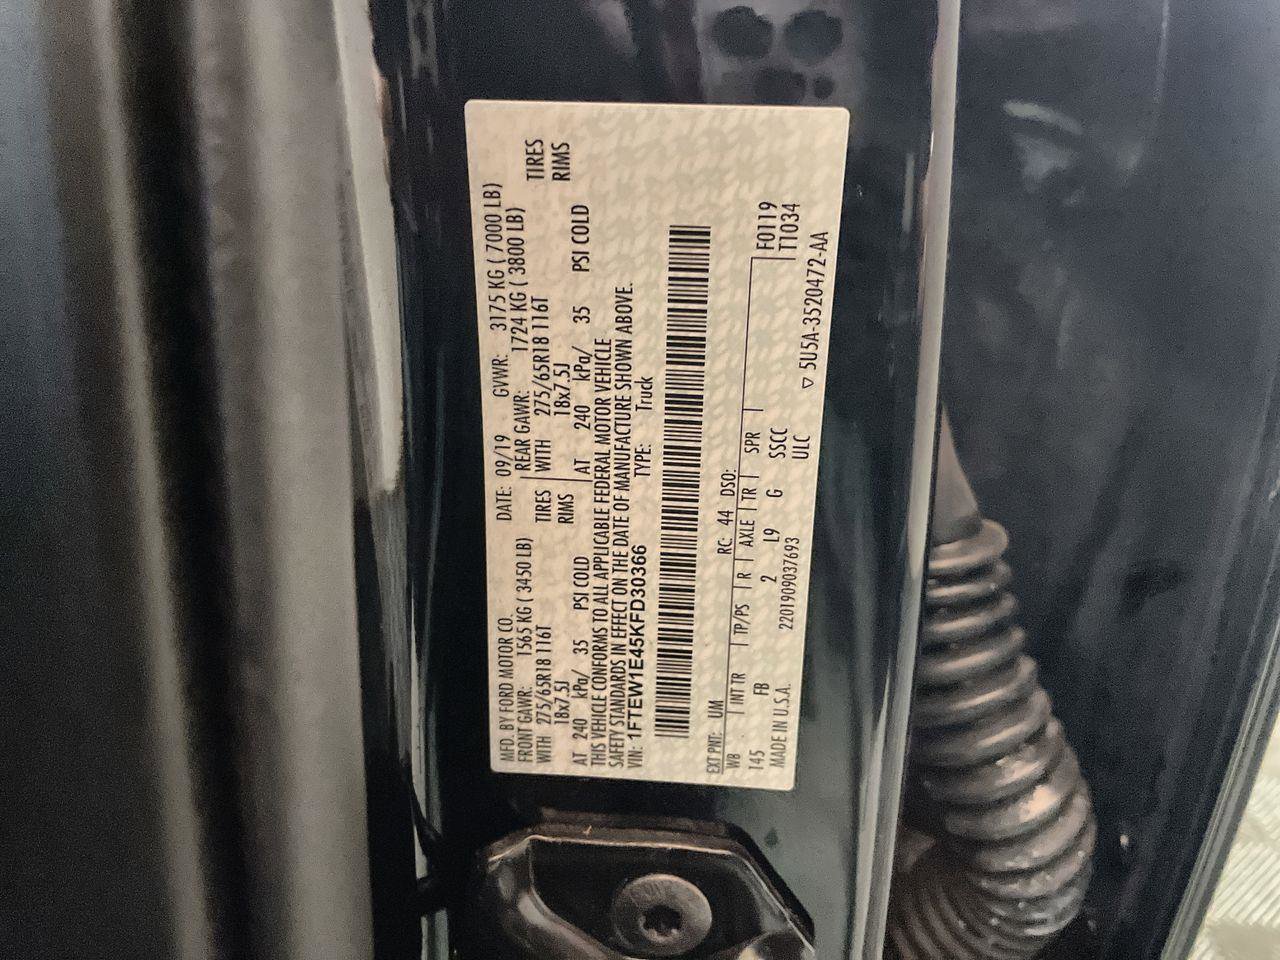 MFD. BY FORD MOTOR CO. DATE: 09/19 GVWR: 3175 KG ( 7000 LB)
FRONT GAWR: 1565 KG ( 3450 LB) REAR GAWR: 1724 KG ( 3800 LB)
WITH 275/65R18 116T TIRES WITH 275/65R18 116T TIRES
18x7.5J RIMS 18x7.5J RIMS
AT 240 kPa/ 35 PSI COLD AT 240 kPa/ 35 PSI COLD
THIS VEHICLE CONFORMS TO ALL APPLICABLE FEDERAL MOTOR VEHICLE
SAFETY STANDARDS IN EFFECT ON THE DATE OF MANUFACTURE SHOWN ABOVE.
VIN: 1FTEW1E45KFD30366 TYPE: Truck
EXT PNT: UM RC: 44 DSO:
WB INT TR TP/PS R AXLE TR SPR F0119
145 FB 2 L9 G SSCC T1034
MADE IN U.S.A. 2201909037693 ULC ▽ 5U5A-3520472-AA